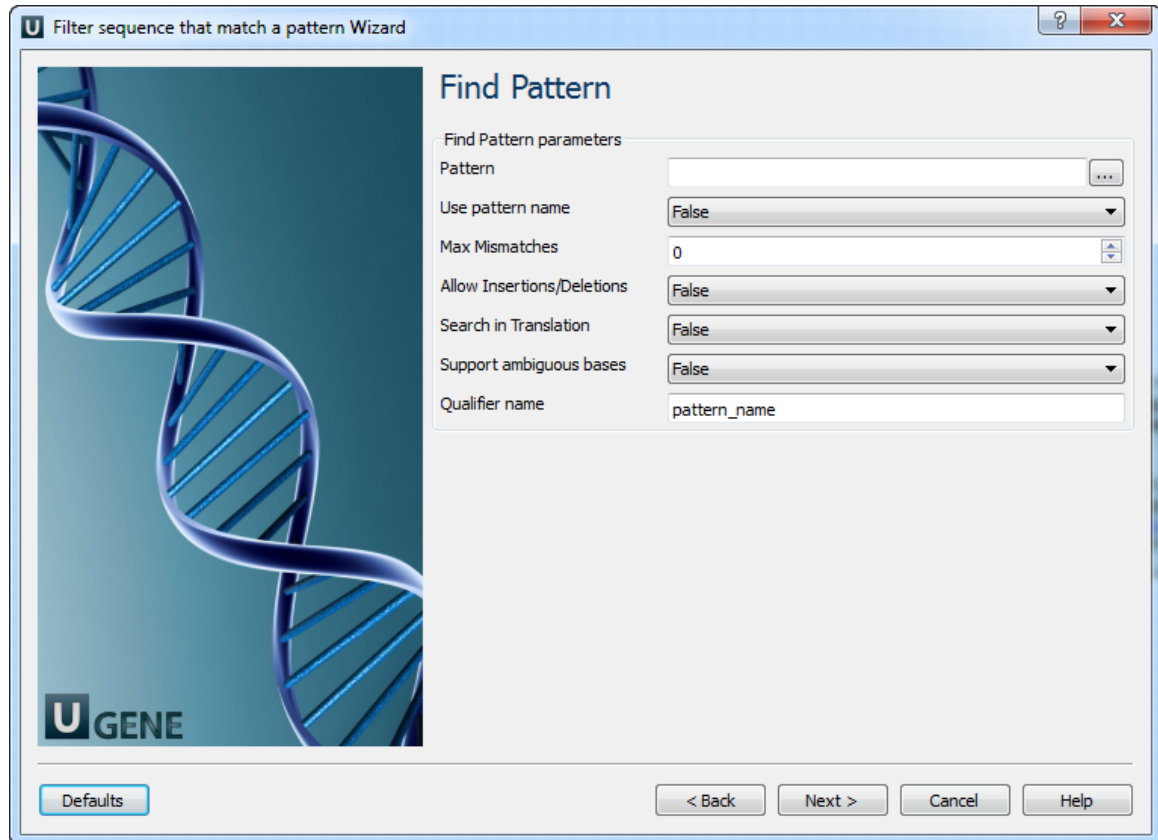 U Filter sequence that match a pattern Wizard
Find Pattern
Find Pattern parameters
Pattern ...
Use pattern name False
Max Mismatches 0
Allow Insertions/Deletions False
Search in Translation False
Support ambiguous bases False
Qualifier name pattern_name
U GENE
Defaults < Back Next > Cancel Help